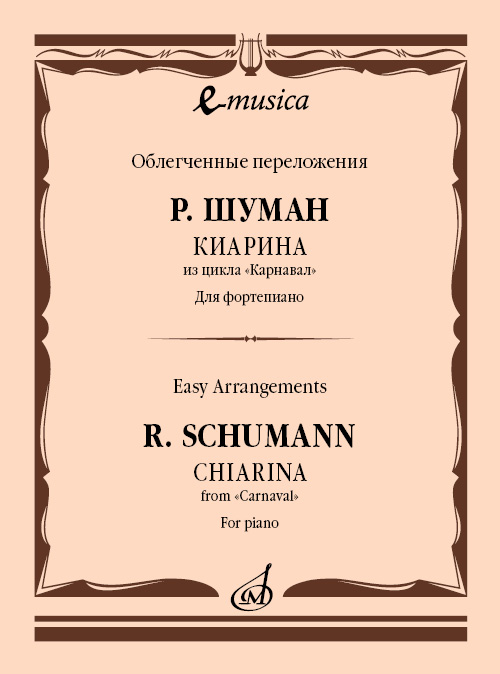 e-musica
Облегченные переложения
Р. ШУМАН
КИАРИНА
из цикла «Карнавал»
Для фортепиано
Easy Arrangements
R. SCHUMANN
CHIARINA
from «Carnaval»
For piano
М